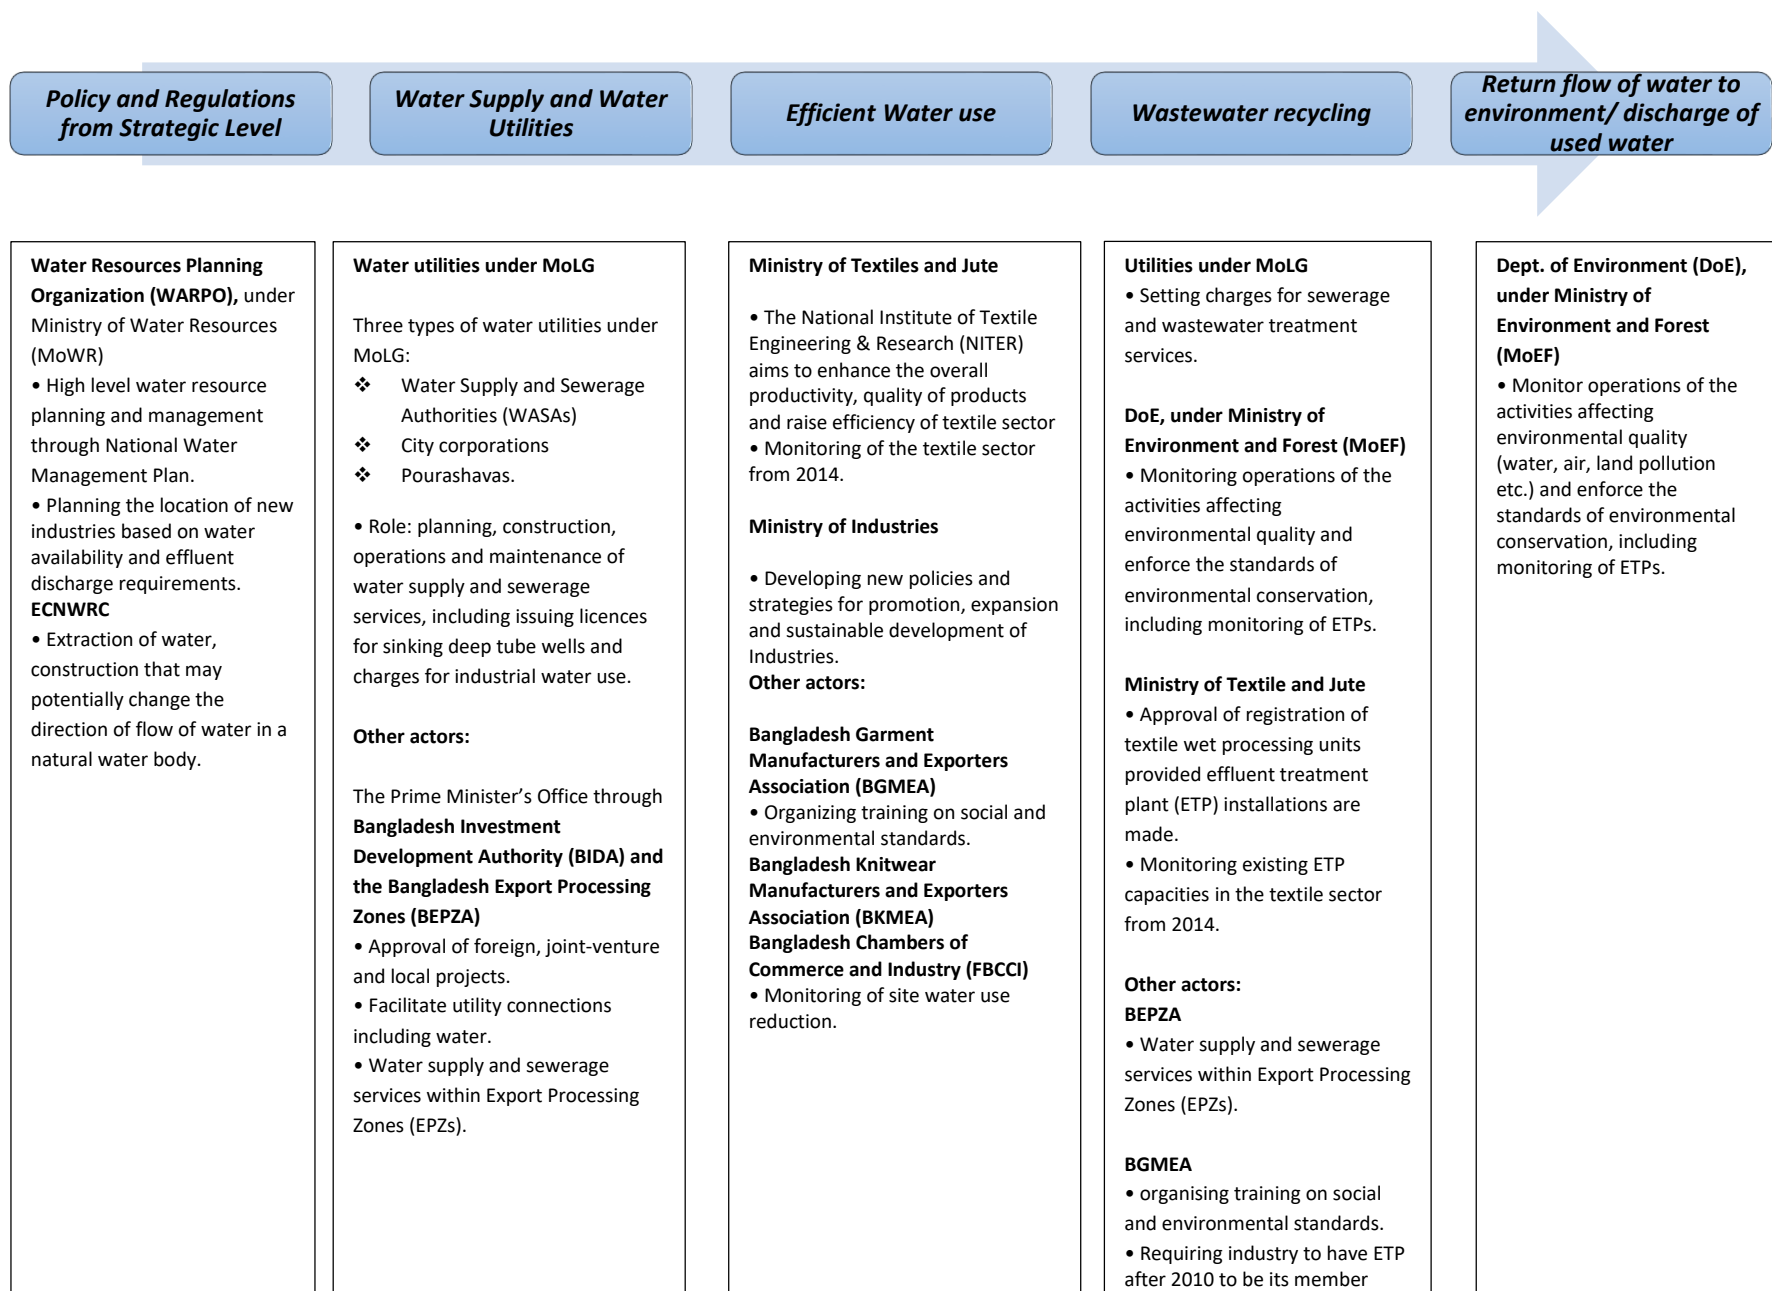 Policy and Regulations
from Strategic Level
Water Supply and Water
Utilities
Efficient Water use
Wastewater recycling
Return flow of water to
environment/ discharge of
used water
Water Resources Planning
Organization (WARPO), under
Ministry of Water Resources
(MoWR)
• High level water resource
planning and management
through National Water
Management Plan.
• Planning the location of new
industries based on water
availability and effluent
discharge requirements.
ECNWRC
• Extraction of water,
construction that may
potentially change the
direction of flow of water in a
natural water body.
Water utilities under MoLG
Three types of water utilities under
MoLG:
❖ Water Supply and Sewerage
Authorities (WASAs)
❖ City corporations
❖ Pourashavas.
• Role: planning, construction,
operations and maintenance of
water supply and sewerage
services, including issuing licences
for sinking deep tube wells and
charges for industrial water use.
Other actors:
The Prime Minister’s Office through
Bangladesh Investment
Development Authority (BIDA) and
the Bangladesh Export Processing
Zones (BEPZA)
• Approval of foreign, joint-venture
and local projects.
• Facilitate utility connections
including water.
• Water supply and sewerage
services within Export Processing
Zones (EPZs).
Ministry of Textiles and Jute
• The National Institute of Textile
Engineering & Research (NITER)
aims to enhance the overall
productivity, quality of products
and raise efficiency of textile sector
• Monitoring of the textile sector
from 2014.
Ministry of Industries
• Developing new policies and
strategies for promotion, expansion
and sustainable development of
Industries.
Other actors:
Bangladesh Garment
Manufacturers and Exporters
Association (BGMEA)
• Organizing training on social and
environmental standards.
Bangladesh Knitwear
Manufacturers and Exporters
Association (BKMEA)
Bangladesh Chambers of
Commerce and Industry (FBCCI)
• Monitoring of site water use
reduction.
Utilities under MoLG
• Setting charges for sewerage
and wastewater treatment
services.
DoE, under Ministry of
Environment and Forest (MoEF)
• Monitoring operations of the
activities affecting
environmental quality and
enforce the standards of
environmental conservation,
including monitoring of ETPs.
Ministry of Textile and Jute
• Approval of registration of
textile wet processing units
provided effluent treatment
plant (ETP) installations are
made.
• Monitoring existing ETP
capacities in the textile sector
from 2014.
Other actors:
BEPZA
• Water supply and sewerage
services within Export Processing
Zones (EPZs).
BGMEA
• organising training on social
and environmental standards.
• Requiring industry to have ETP
after 2010 to be its member
Dept. of Environment (DoE),
under Ministry of
Environment and Forest
(MoEF)
• Monitor operations of the
activities affecting
environmental quality
(water, air, land pollution
etc.) and enforce the
standards of environmental
conservation, including
monitoring of ETPs.